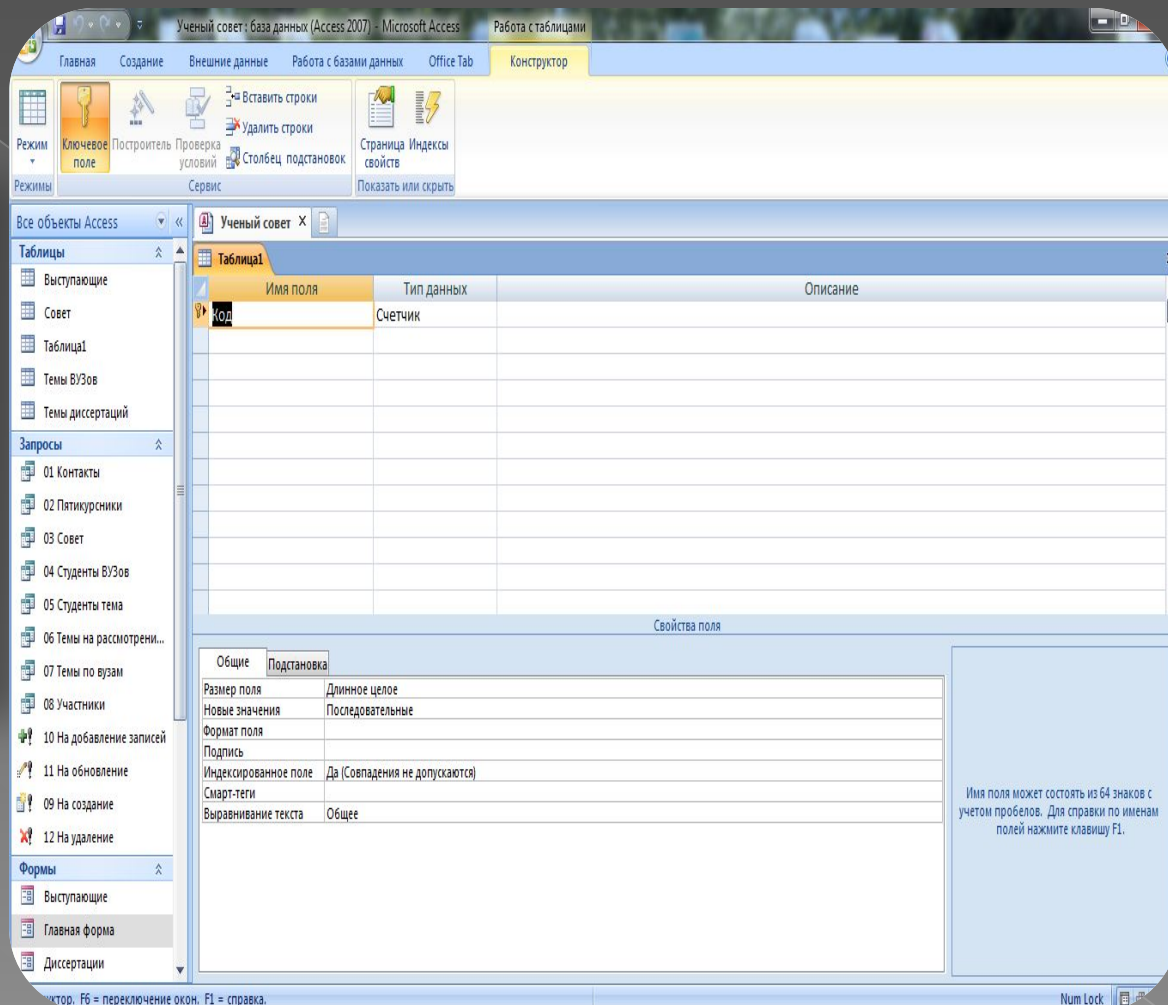 Ученый совет : база данных (Access 2007) - Microsoft Access
Работа с таблицами
Главная
Создание
Внешние данные
Работа с базами данных
Office Tab
Конструктор
Режим
Ключевое поле
Построитель
Проверка условий
Вставить строки
Удалить строки
Столбец подстановок
Страница свойств
Индексы
Режимы
Сервис
Показать или скрыть
Все объекты Access
Ученый совет
Таблицы
Выступающие
Совет
Таблица1
Темы ВУЗов
Темы диссертаций
Запросы
01 Контакты
02 Пятикурсники
03 Совет
04 Студенты ВУЗов
05 Студенты тема
06 Темы на рассмотрени...
07 Темы по вузам
08 Участники
10 На добавление записей
11 На обновление
09 На создание
12 На удаление
Формы
Выступающие
Главная форма
Диссертации
Таблица1
Имя поля
Тип данных
Описание
Код
Счетчик
Свойства поля
Общие
Подстановка
Размер поля Длинное целое
Новые значения Последовательные
Формат поля
Подпись
Индексированное поле Да (Совпадения не допускаются)
Смарт-теги
Выравнивание текста Общее
Имя поля может состоять из 64 знаков с
учетом пробелов. Для справки по именам
полей нажмите клавишу F1.
F6 = переключение окон. F1 = справка.
Num Lock